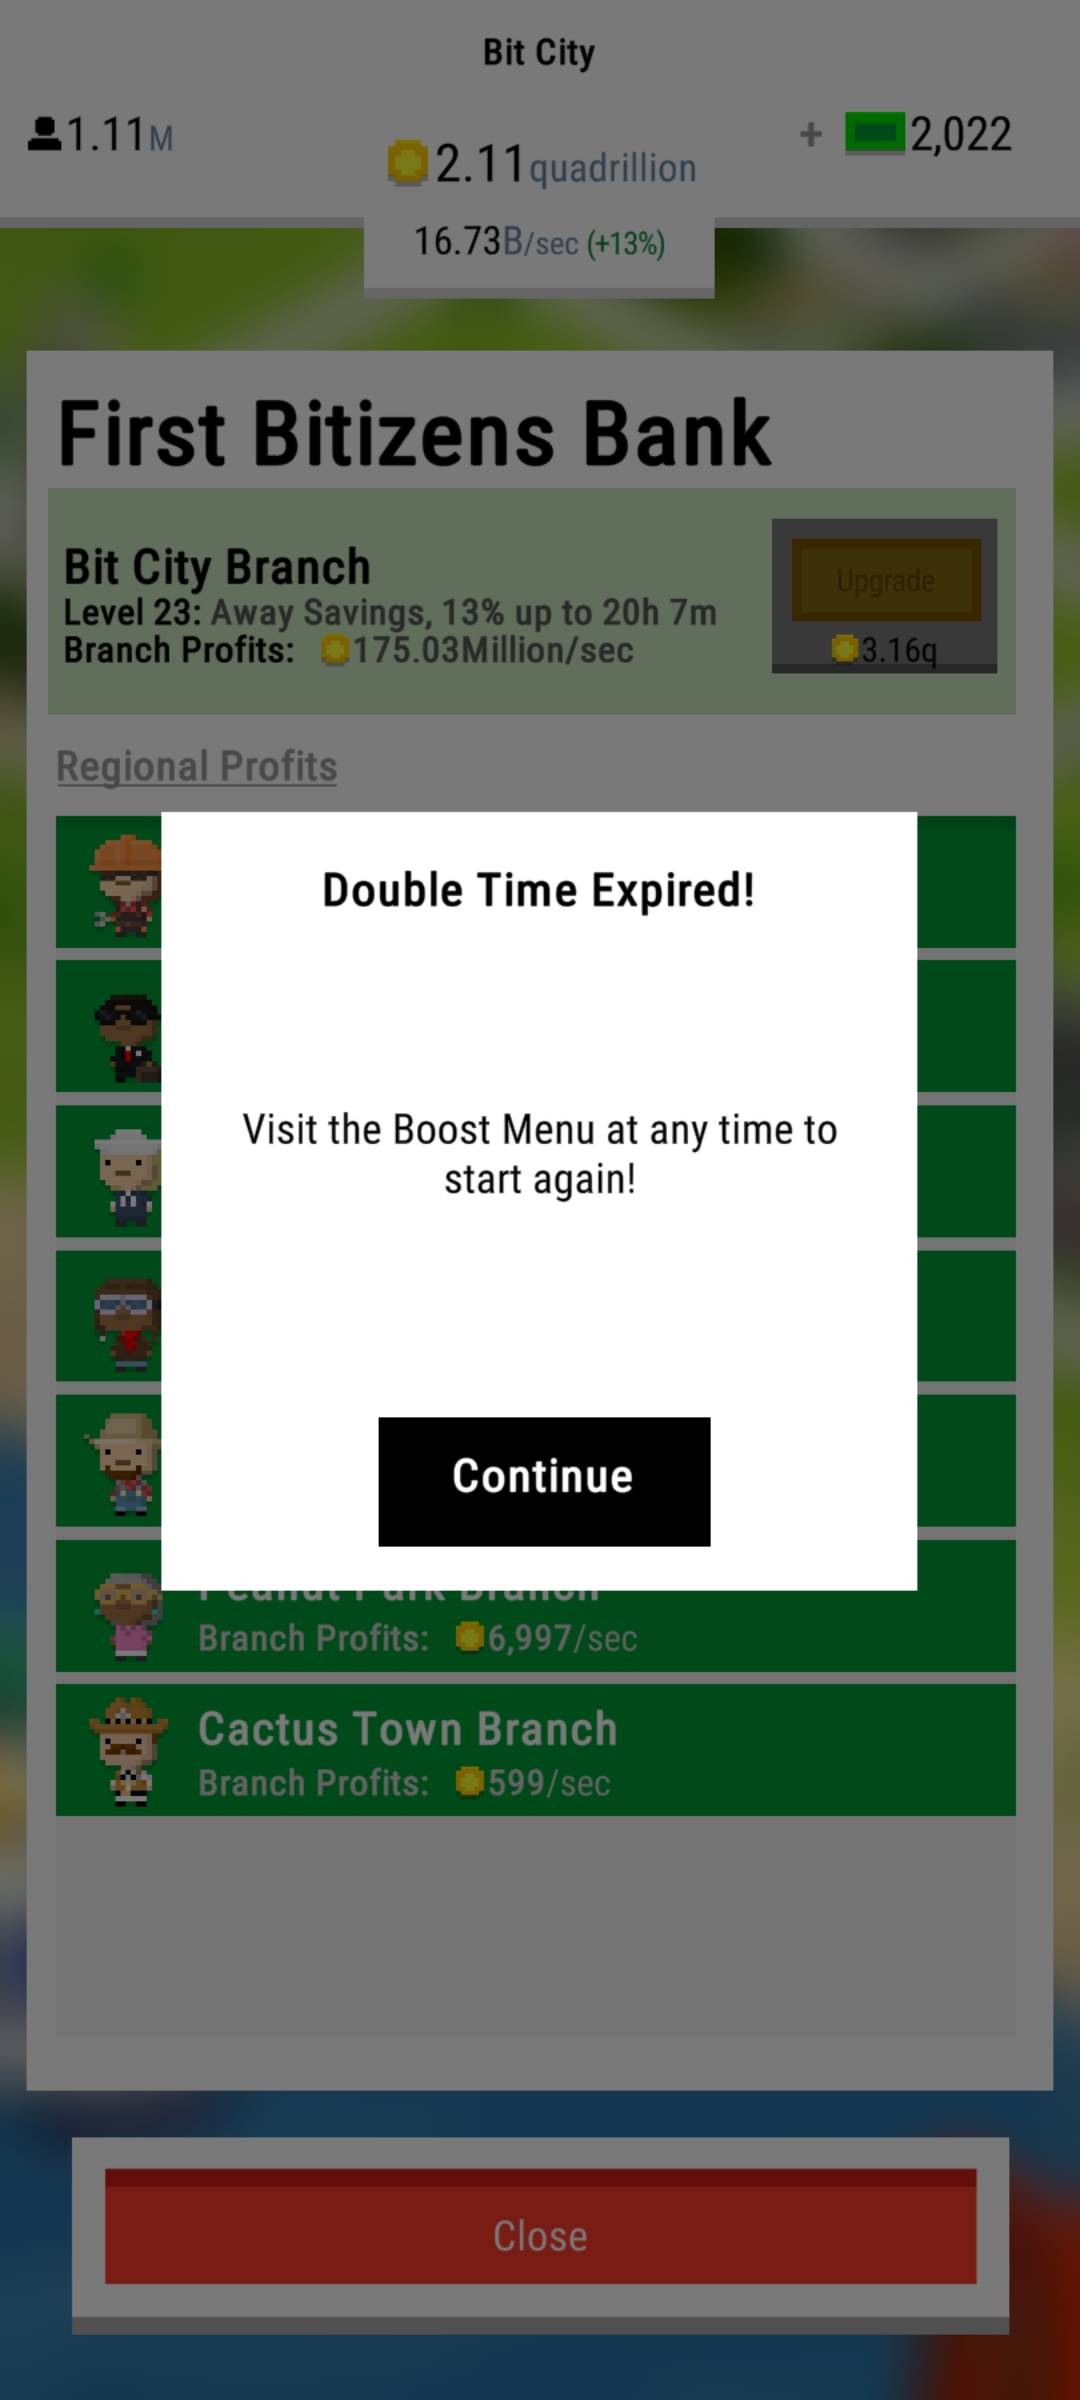 Bit City
1.11M
2.11quadrillion
+ 2,022
16.73B/sec (+13%)
First Bitizens Bank
Bit City Branch
Level 23: Away Savings, 13% up to 20h 7m
Branch Profits: 175.03Million/sec
Upgrade
3.16q
Regional Profits
Double Time Expired!
Visit the Boost Menu at any time to
start again!
Continue
Peanut Park Branch
Branch Profits: 6,997/sec
Cactus Town Branch
Branch Profits: 599/sec
Close